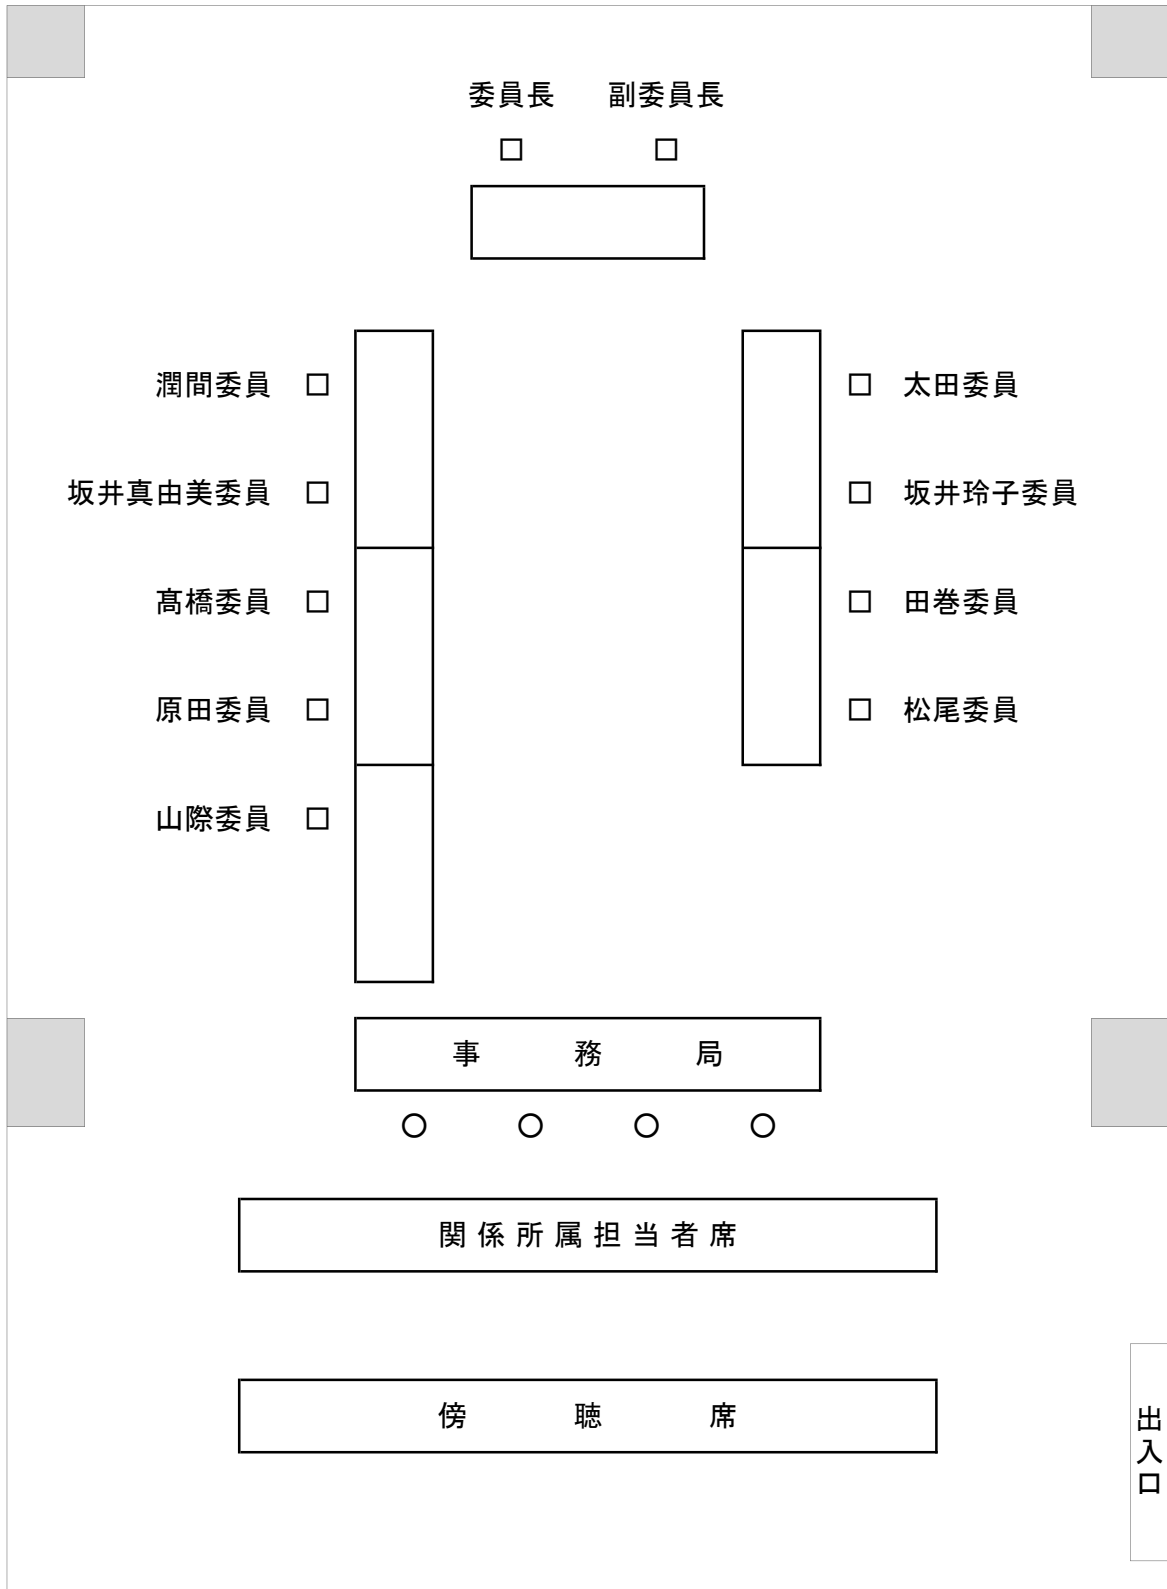 委員長 副委員長
□ □
潤間委員 □ □ 太田委員
坂井真由美委員 □ □ 坂井玲子委員
髙橋委員 □ □ 田巻委員
原田委員 □ □ 松尾委員
山際委員 □
事務局
○ ○ ○ ○
関係所属担当者席
傍聴席
出入口